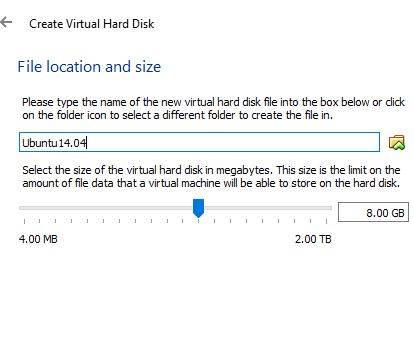 Create Virtual Hard Disk
File location and size
Please type the name of the new virtual hard disk file into the box below or click
on the folder icon to select a different folder to create the file in.
Ubuntu14.04
Select the size of the virtual hard disk in megabytes. This size is the limit on the
amount of file data that a virtual machine will be able to store on the hard disk.
8.00 GB
4.00 MB 2.00 TB